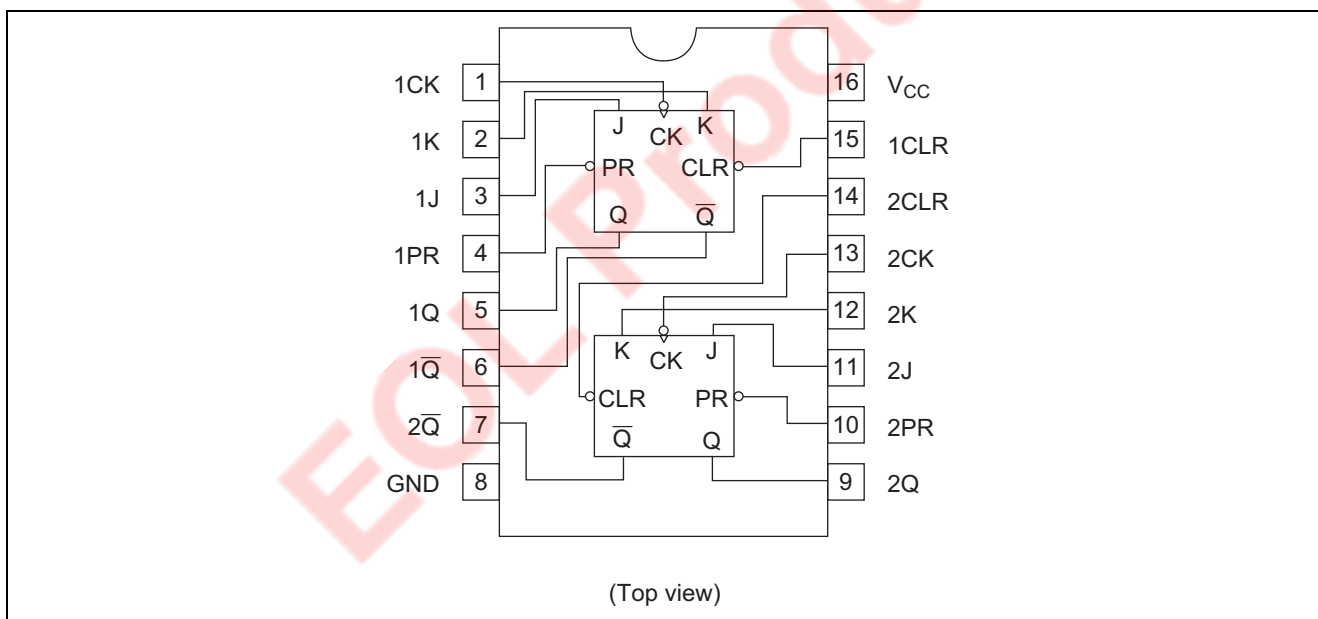 1CK 1 16 VCC
1K 2 15 1CLR
1J 3 14 2CLR
1PR 4 13 2CK
1Q 5 12 2K
1Q̅ 6 11 2J
2Q̅ 7 10 2PR
GND 8 9 2Q
J CK K
PR CLR
Q Q̅
K CK J
CLR PR
Q̅ Q
(Top view)
EOL Produ